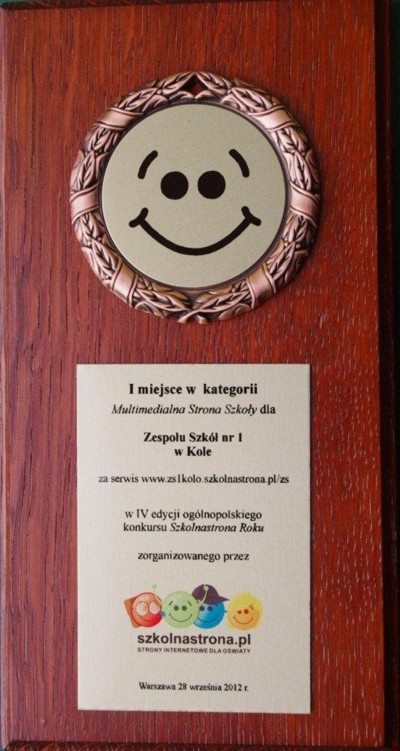 I miejsce w kategorii
Multimedialna Strona Szkoły dla
Zespołu Szkół nr 1
w Kole
za serwis www.zs1kolo.szkolnastrona.pl/zs
w IV edycji ogólnopolskiego
konkursu Szkolnastrona Roku
zorganizowanego przez
szkolnastrona.pl
STRONY INTERNETOWE DLA OŚWIATY
Warszawa 28 września 2012 r.